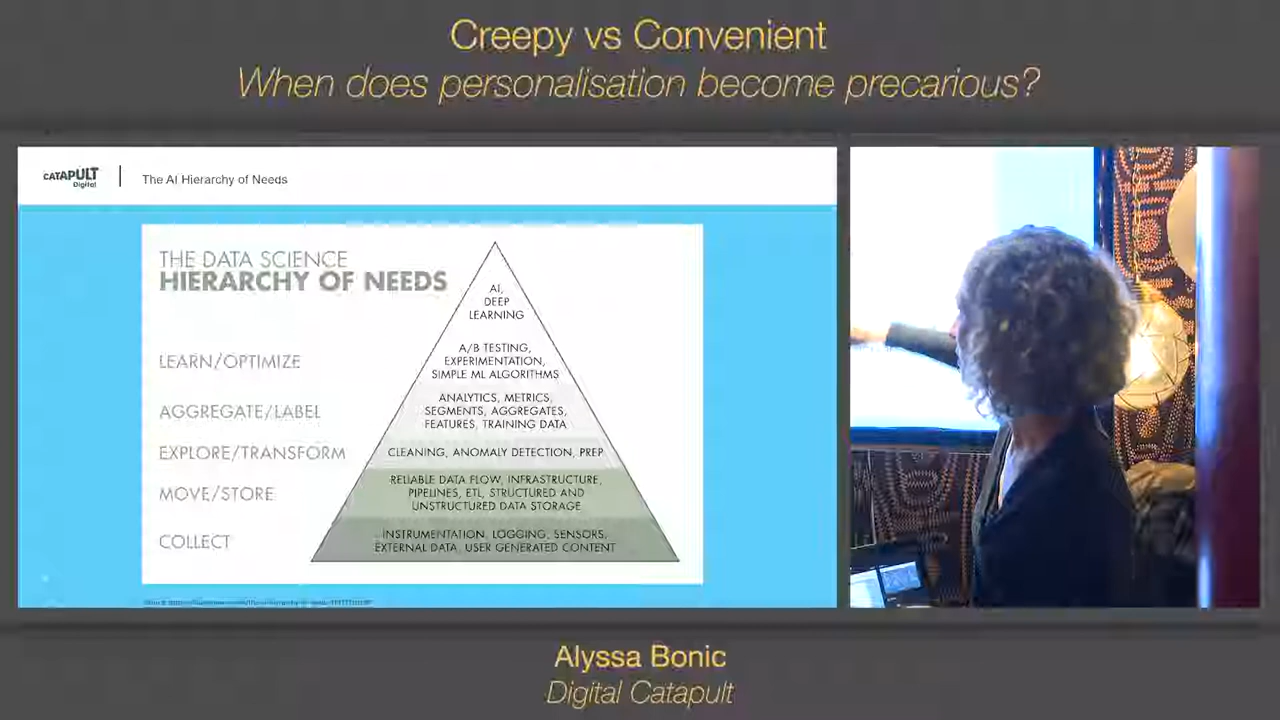 Creepy vs Convenient
When does personalisation become precarious?
CATAPULT
Digital
The AI Hierarchy of Needs
THE DATA SCIENCE
HIERARCHY OF NEEDS
AI,
DEEP
LEARNING
LEARN/OPTIMIZE
A/B TESTING,
EXPERIMENTATION,
SIMPLE ML ALGORITHMS
AGGREGATE/LABEL
ANALYTICS, METRICS,
SEGMENTS, AGGREGATES,
FEATURES, TRAINING DATA
EXPLORE/TRANSFORM
CLEANING, ANOMALY DETECTION, PREP
MOVE/STORE
RELIABLE DATA FLOW, INFRASTRUCTURE,
PIPELINES, ETL, STRUCTURED AND
UNSTRUCTURED DATA STORAGE
COLLECT
INSTRUMENTATION, LOGGING, SENSORS,
EXTERNAL DATA, USER GENERATED CONTENT
Alyssa Bonic
Digital Catapult